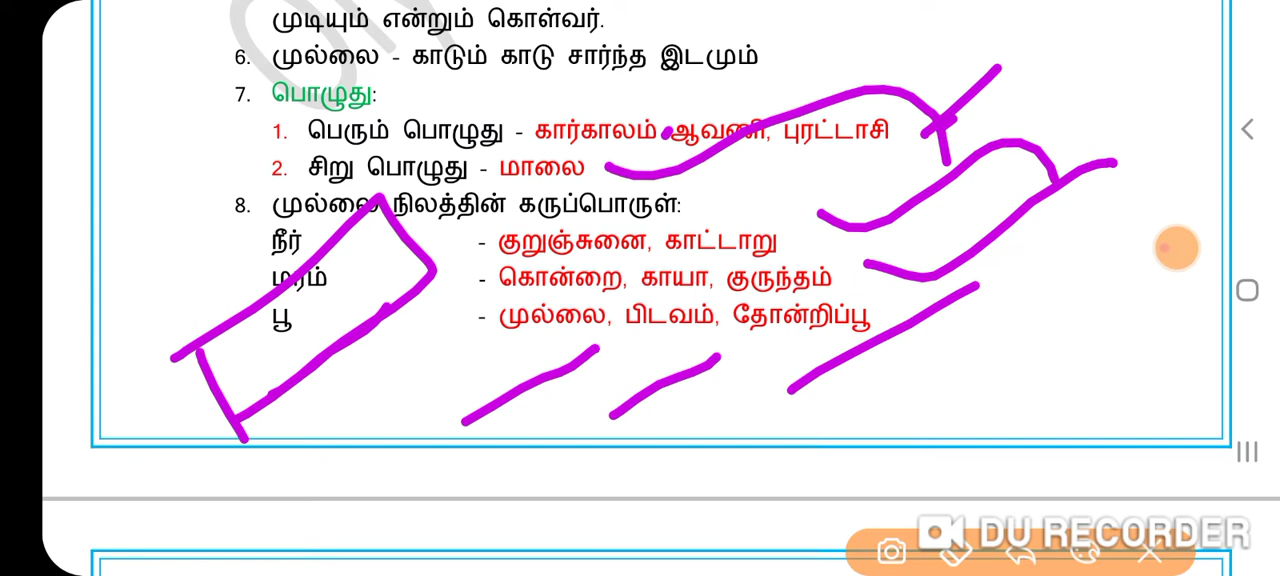 முடியும் என்றும் கொள்வர்.
6. முல்லை - காடும் காடு சார்ந்த இடமும்
7. பொழுது:
1. பெரும் பொழுது - கார்காலம் ஆவணி, புரட்டாசி
2. சிறு பொழுது - மாலை
8. முல்லை நிலத்தின் கருப்பொருள்:
நீர் - குறுஞ்சுனை, காட்டாறு
மரம் - கொன்றை, காயா, குருந்தம்
பூ - முல்லை, பிடவம், தோன்றிப்பூ
DU RECORDER